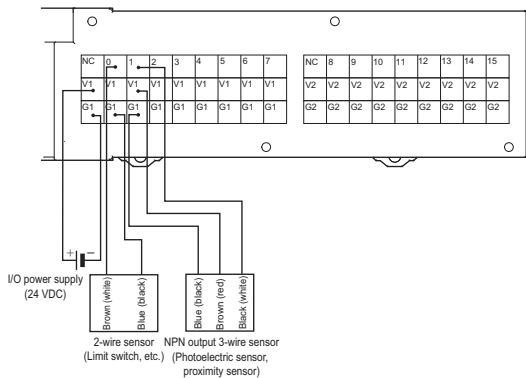 NC 0 1 2 3 4 5 6 7 NC 8 9 10 11 12 13 14 15
V1 V1 V1 V1 V1 V1 V1 V1 V1 V2 V2 V2 V2 V2 V2 V2 V2 V2
G1 G1 G1 G1 G1 G1 G1 G1 G1 G2 G2 G2 G2 G2 G2 G2 G2 G2
+ −
I/O power supply
(24 VDC)
Brown (white)
Blue (black)
Blue (black)
Brown (red)
Black (white)
2-wire sensor
(Limit switch, etc.)
NPN output 3-wire sensor
(Photoelectric sensor,
proximity sensor)